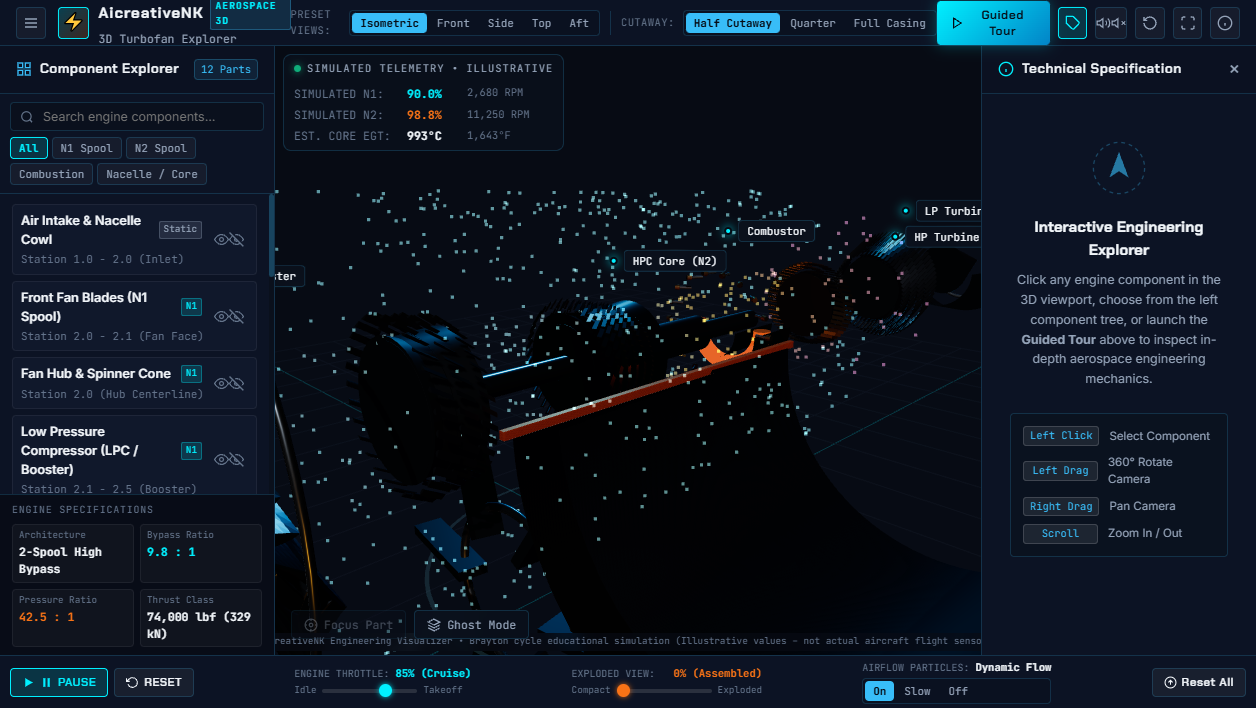 AicreativeNK
AEROSPACE 3D
3D Turbofan Explorer
PRESET VIEWS:
Isometric Front Side Top Aft
CUTAWAY:
Half Cutaway Quarter Full Casing
Guided Tour
Component Explorer
12 Parts
Search engine components...
All N1 Spool N2 Spool
Combustion Nacelle / Core
Air Intake & Nacelle Cowl
Static
Station 1.0 - 2.0 (Inlet)
Front Fan Blades (N1 Spool)
N1
Station 2.0 - 2.1 (Fan Face)
Fan Hub & Spinner Cone
N1
Station 2.0 (Hub Centerline)
Low Pressure Compressor (LPC / Booster)
N1
Station 2.1 - 2.5 (Booster)
ENGINE SPECIFICATIONS
Architecture
2-Spool High Bypass
Bypass Ratio
9.8 : 1
Pressure Ratio
42.5 : 1
Thrust Class
74,000 lbf (329 kN)
SIMULATED TELEMETRY • ILLUSTRATIVE
SIMULATED N1: 90.0% 2,680 RPM
SIMULATED N2: 98.8% 11,250 RPM
EST. CORE EGT: 993°C 1,643°F
ster
HPC Core (N2)
Combustor
LP Turbin
HP Turbine
Focus Part
Ghost Mode
reativeNK Engineering Visualizer • Brayton cycle educational simulation (Illustrative values - not actual aircraft flight senso
Technical Specification
Interactive Engineering Explorer
Click any engine component in the
3D viewport, choose from the left
component tree, or launch the
Guided Tour above to inspect in-
depth aerospace engineering
mechanics.
Left Click Select Component
Left Drag 360° Rotate Camera
Right Drag Pan Camera
Scroll Zoom In / Out
PAUSE
RESET
ENGINE THROTTLE: 85% (Cruise)
Idle Takeoff
EXPLODED VIEW: 0% (Assembled)
Compact Exploded
AIRFLOW PARTICLES: Dynamic Flow
On Slow Off
Reset All